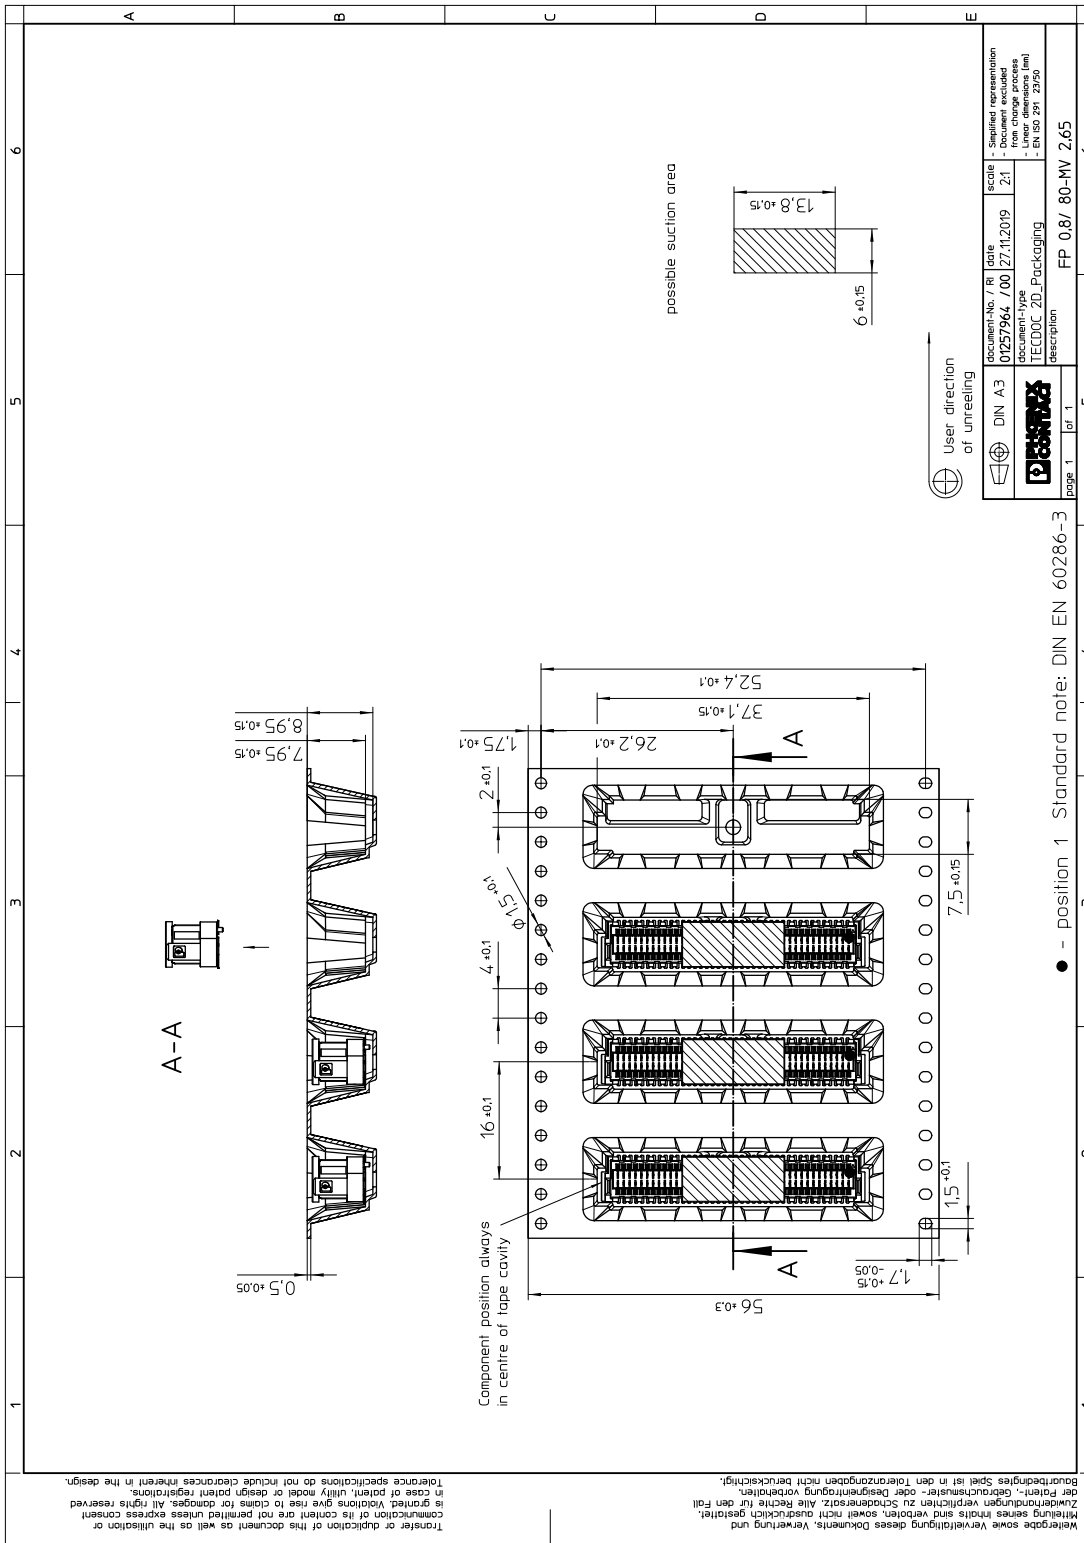 A
B
C
D
E
6
5
4
3
2
1
A-A
8,95 ±0,15
7,95 ±0,15
0,5 ±0,05
1,75 ±0,1
26,2 ±0,1
37,1 ±0,15
52,4 ±0,1
2 ±0,1
Φ1,5 +0,1
4 ±0,1
16 ±0,1
7,5 ±0,15
1,5 +0,1
1,7 +0,15
-0,05
56 ±0,3
A
A
Component position always
in centre of tape cavity
possible suction area
13,8 ±0,15
6 ±0,15
User direction
of unreeling
● - position 1 Standard note: DIN EN 60286-3
DIN A3
PHOENIX
CONTACT
page 1
of 1
document-No. / RI
01257964 / 00
date
27.11.2019
scale
2:1
- Simplified representation
- Document excluded
from change process
- Linear dimensions [mm]
- EN ISO 291 23/50
document-type
TECDOC 2D_Packaging
description
FP 0,8/ 80-MV 2,65
Transfer or duplication of this document as well as the utilisation or
communication of its content are not permitted unless express consent
is granted. Violations give rise to claims for damages. All rights reserved
in case of patent, utility model or design patent registrations.
Tolerance specifications do not include clearances inherent in the design.
Weitergabe sowie Vervielfältigung dieses Dokuments, Verwertung und
Mitteilung seines Inhalts sind verboten, soweit nicht ausdrücklich gestattet.
Zuwiderhandlungen verpflichten zu Schadenersatz. Alle Rechte für den Fall
der Patent-, Gebrauchsmuster- oder Designeintragung vorbehalten.
Bauartbedingtes Spiel ist in den Toleranzangaben nicht berücksichtigt.